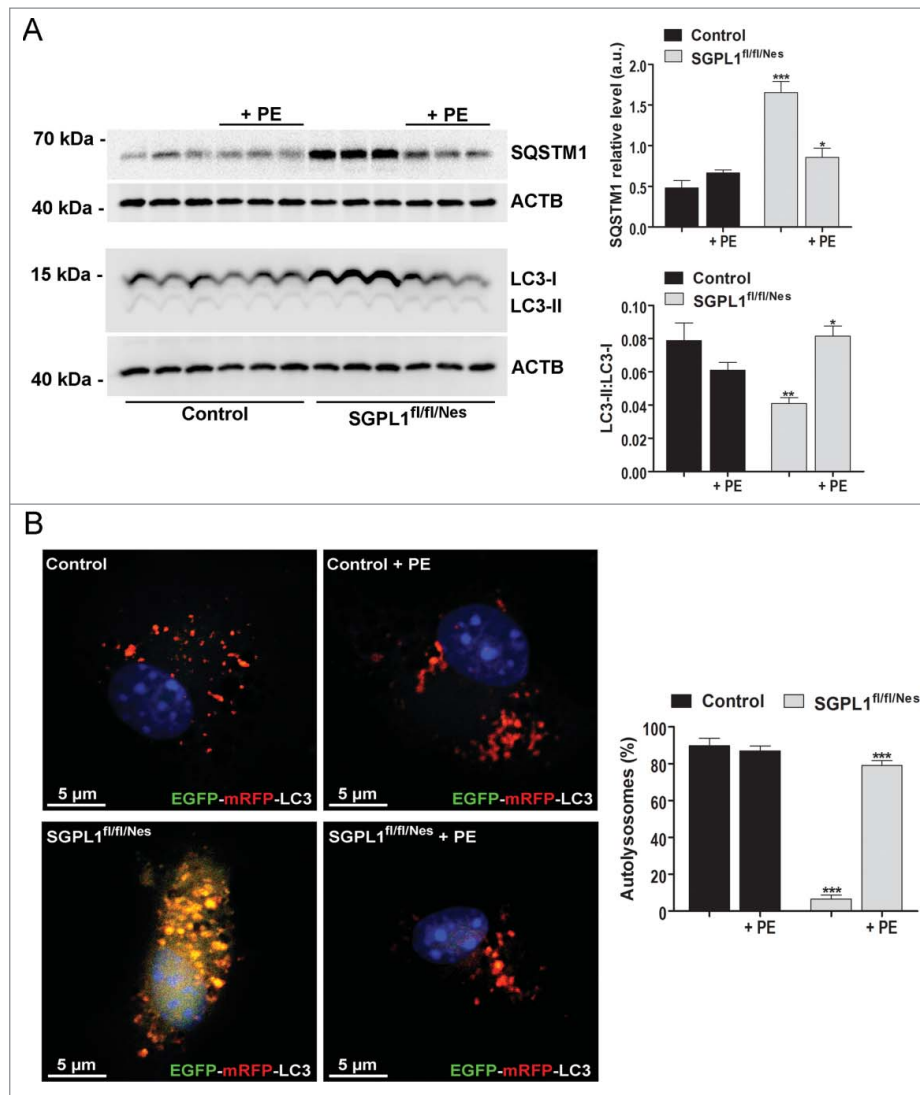 A
+ PE
+ PE
70 kDa -
SQSTM1
40 kDa -
ACTB
15 kDa -
LC3-I
LC3-II
40 kDa -
ACTB
Control
SGPL1fl/fl/Nes
Control
SGPL1fl/fl/Nes
SQSTM1 relative level (a.u.)
2.0
1.5
1.0
0.5
0.0
***
*
+ PE
+ PE
Control
SGPL1fl/fl/Nes
LC3-II:LC3-I
0.10
0.08
0.06
0.04
0.02
0.00
**
*
+ PE
+ PE
B
Control
5 µm
EGFP-mRFP-LC3
Control + PE
5 µm
EGFP-mRFP-LC3
SGPL1fl/fl/Nes
5 µm
EGFP-mRFP-LC3
SGPL1fl/fl/Nes + PE
5 µm
EGFP-mRFP-LC3
Control
SGPL1fl/fl/Nes
Autolysosomes (%)
100
80
60
40
20
0
***
***
+ PE
+ PE